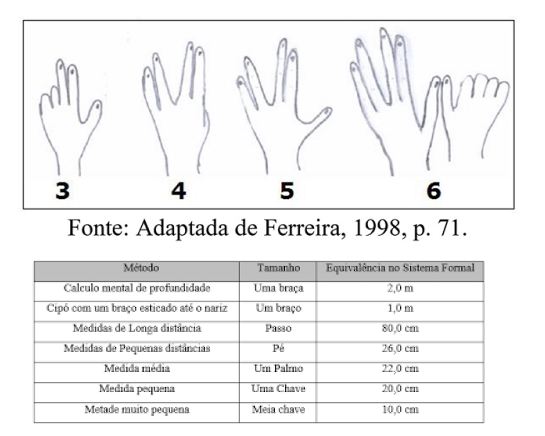 3 4 5 6
Fonte: Adaptada de Ferreira, 1998, p. 71.
Método Tamanho Equivalência no Sistema Formal
Calculo mental de profundidade Uma braça 2,0 m
Cipó com um braço esticado até o nariz Um braço 1,0 m
Medidas de Longa distância Passo 80,0 cm
Medidas de Pequenas distâncias Pé 26,0 cm
Medida média Um Palmo 22,0 cm
Medida pequena Uma Chave 20,0 cm
Metade muito pequena Meia chave 10,0 cm